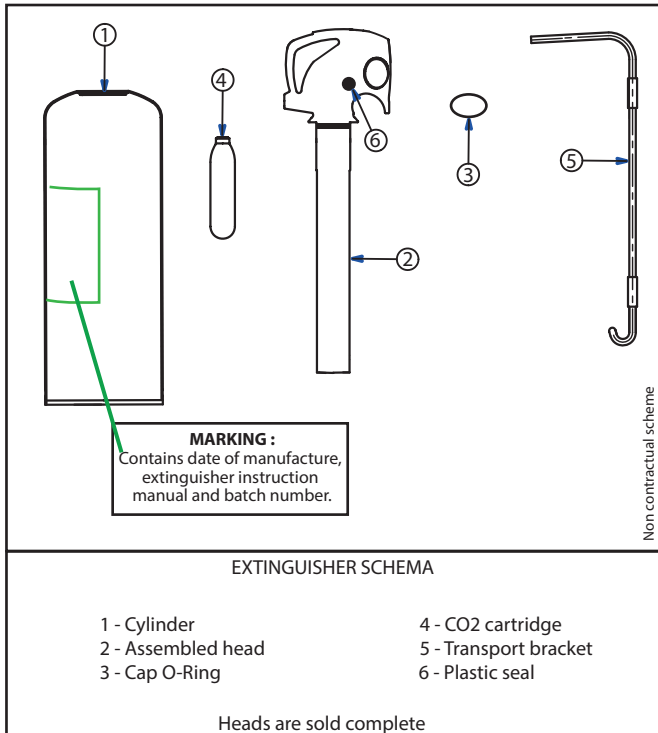 1
4
6
3
5
2
MARKING :
Contains date of manufacture,
extinguisher instruction
manual and batch number.
Non contractual scheme
EXTINGUISHER SCHEMA
1 - Cylinder
2 - Assembled head
3 - Cap O-Ring
4 - CO2 cartridge
5 - Transport bracket
6 - Plastic seal
Heads are sold complete